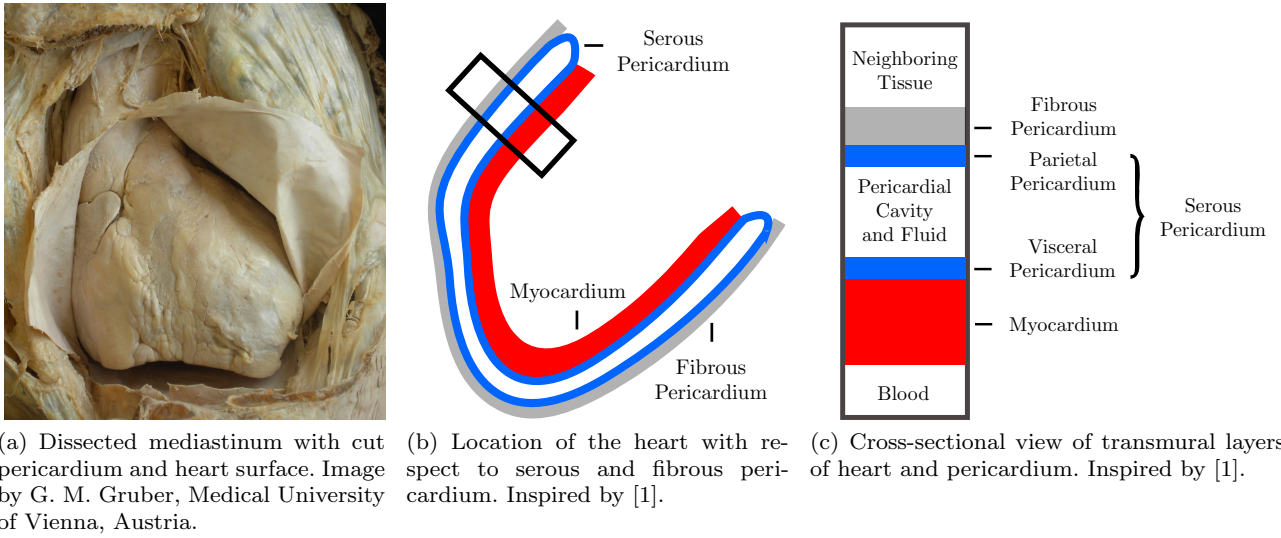 Serous
Pericardium
Myocardium
Fibrous
Pericardium
Neighboring
Tissue
Pericardial
Cavity
and Fluid
Blood
Fibrous
Pericardium
Parietal
Pericardium
Visceral
Pericardium
Myocardium
Serous
Pericardium
(a) Dissected mediastinum with cut
pericardium and heart surface. Image
by G. M. Gruber, Medical University
of Vienna, Austria.
(b) Location of the heart with re-
spect to serous and fibrous peri-
cardium. Inspired by [1].
(c) Cross-sectional view of transmural layers
of heart and pericardium. Inspired by [1].